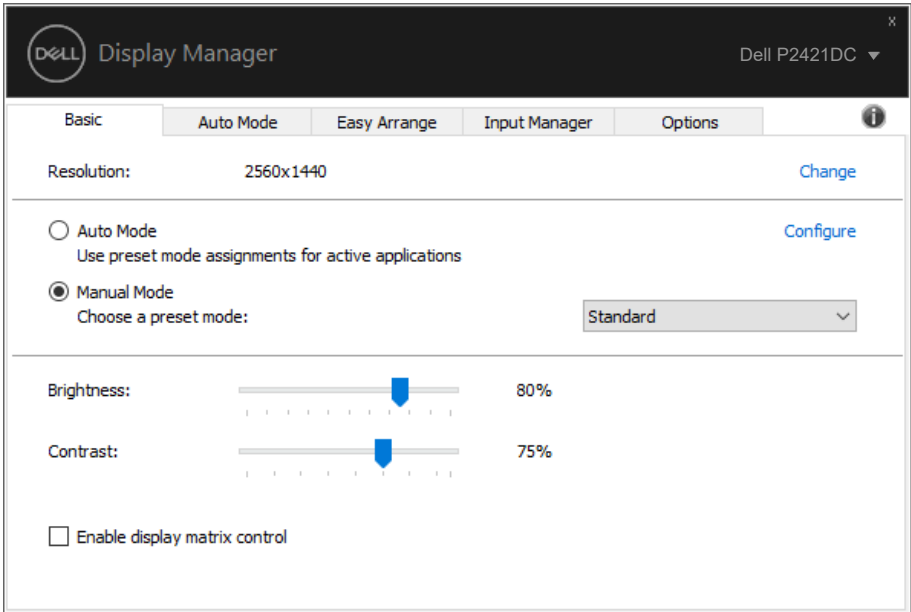 x
DELL Display Manager Dell P2421DC
Basic Auto Mode Easy Arrange Input Manager Options i
Resolution: 2560x1440 Change
Auto Mode Configure
Use preset mode assignments for active applications
Manual Mode
Choose a preset mode: Standard
Brightness: 80%
Contrast: 75%
Enable display matrix control